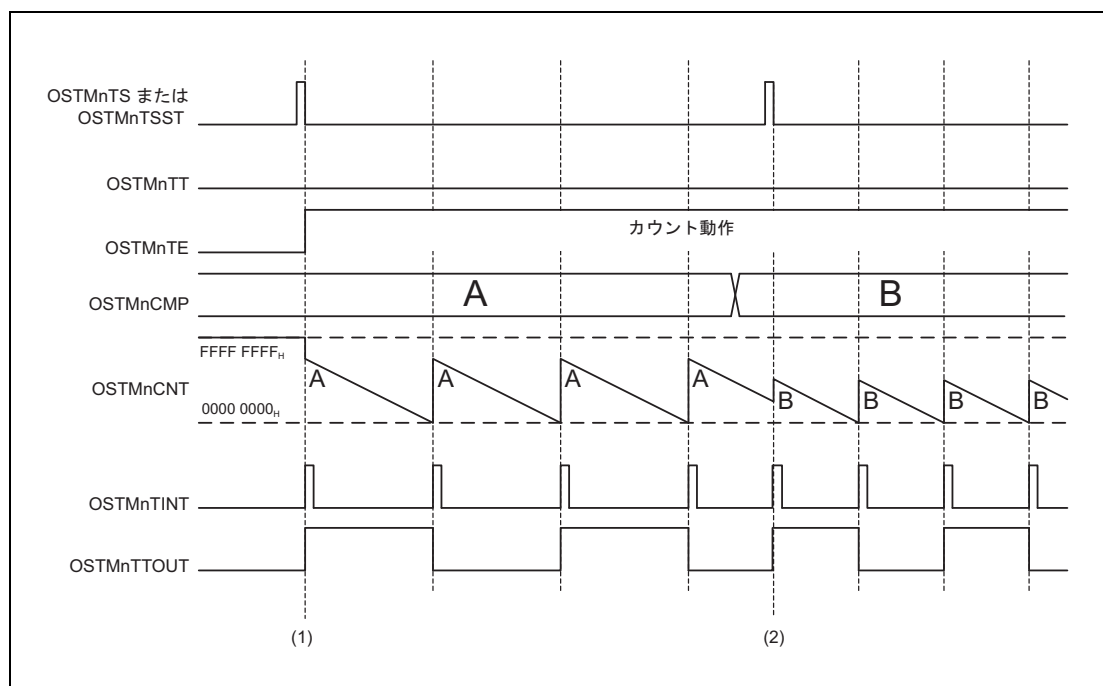 OSTMnTS または
OSTMnTSST
OSTMnTT
カウント動作
OSTMnTE
A
B
OSTMnCMP
FFFF FFFFH
OSTMnCNT
A
A
A
A
B
B
B
B
0000 0000H
OSTMnTINT
OSTMnTTOUT
(1)
(2)